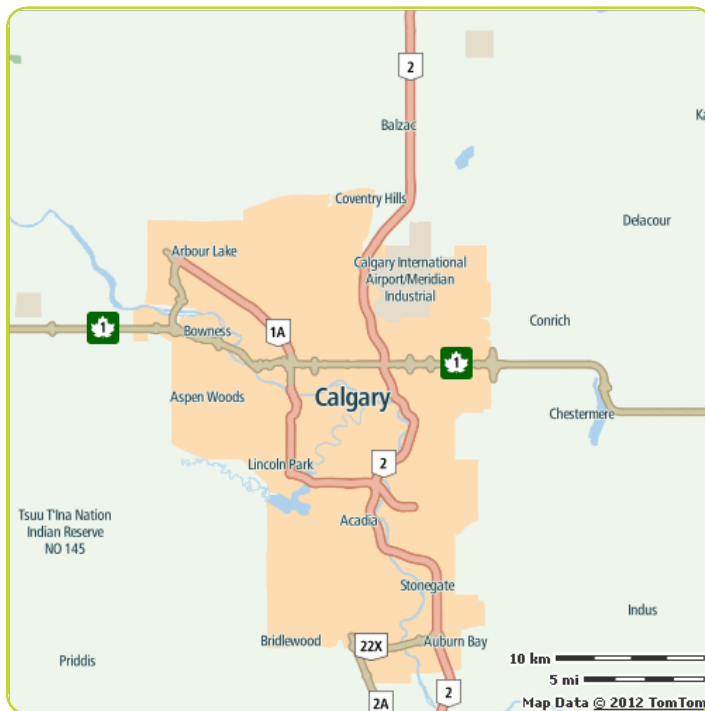 2
Balzac
Ka
Coventry Hills
Delacour
Arbour Lake
Calgary International
Airport/Meridian
Industrial
1
Bowness
1A
Conrich
1
Aspen Woods
Calgary
Chestermere
Lincoln Park
2
Tsuu T'Ina Nation
Indian Reserve
NO 145
Acadia
Stonegate
Indus
Bridlewood
22X
Auburn Bay
Priddis
10 km
5 mi
2A
2
Map Data © 2012 TomTom